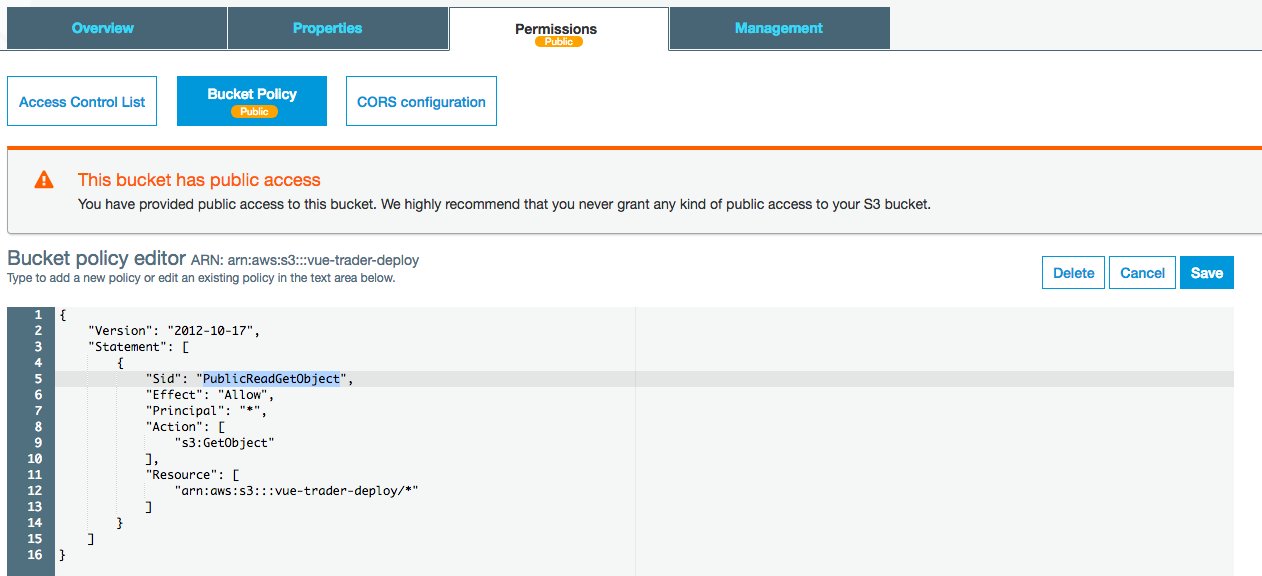 Overview Properties Permissions Management
Public
Access Control List Bucket Policy CORS configuration
Public
This bucket has public access
You have provided public access to this bucket. We highly recommend that you never grant any kind of public access to your S3 bucket.
Bucket policy editor ARN: arn:aws:s3:::vue-trader-deploy
Type to add a new policy or edit an existing policy in the text area below.
Delete Cancel Save
1 {
2     "Version": "2012-10-17",
3     "Statement": [
4         {
5             "Sid": "PublicReadGetObject",
6             "Effect": "Allow",
7             "Principal": "*",
8             "Action": [
9                 "s3:GetObject"
10             ],
11             "Resource": [
12                 "arn:aws:s3:::vue-trader-deploy/*"
13             ]
14         }
15     ]
16 }